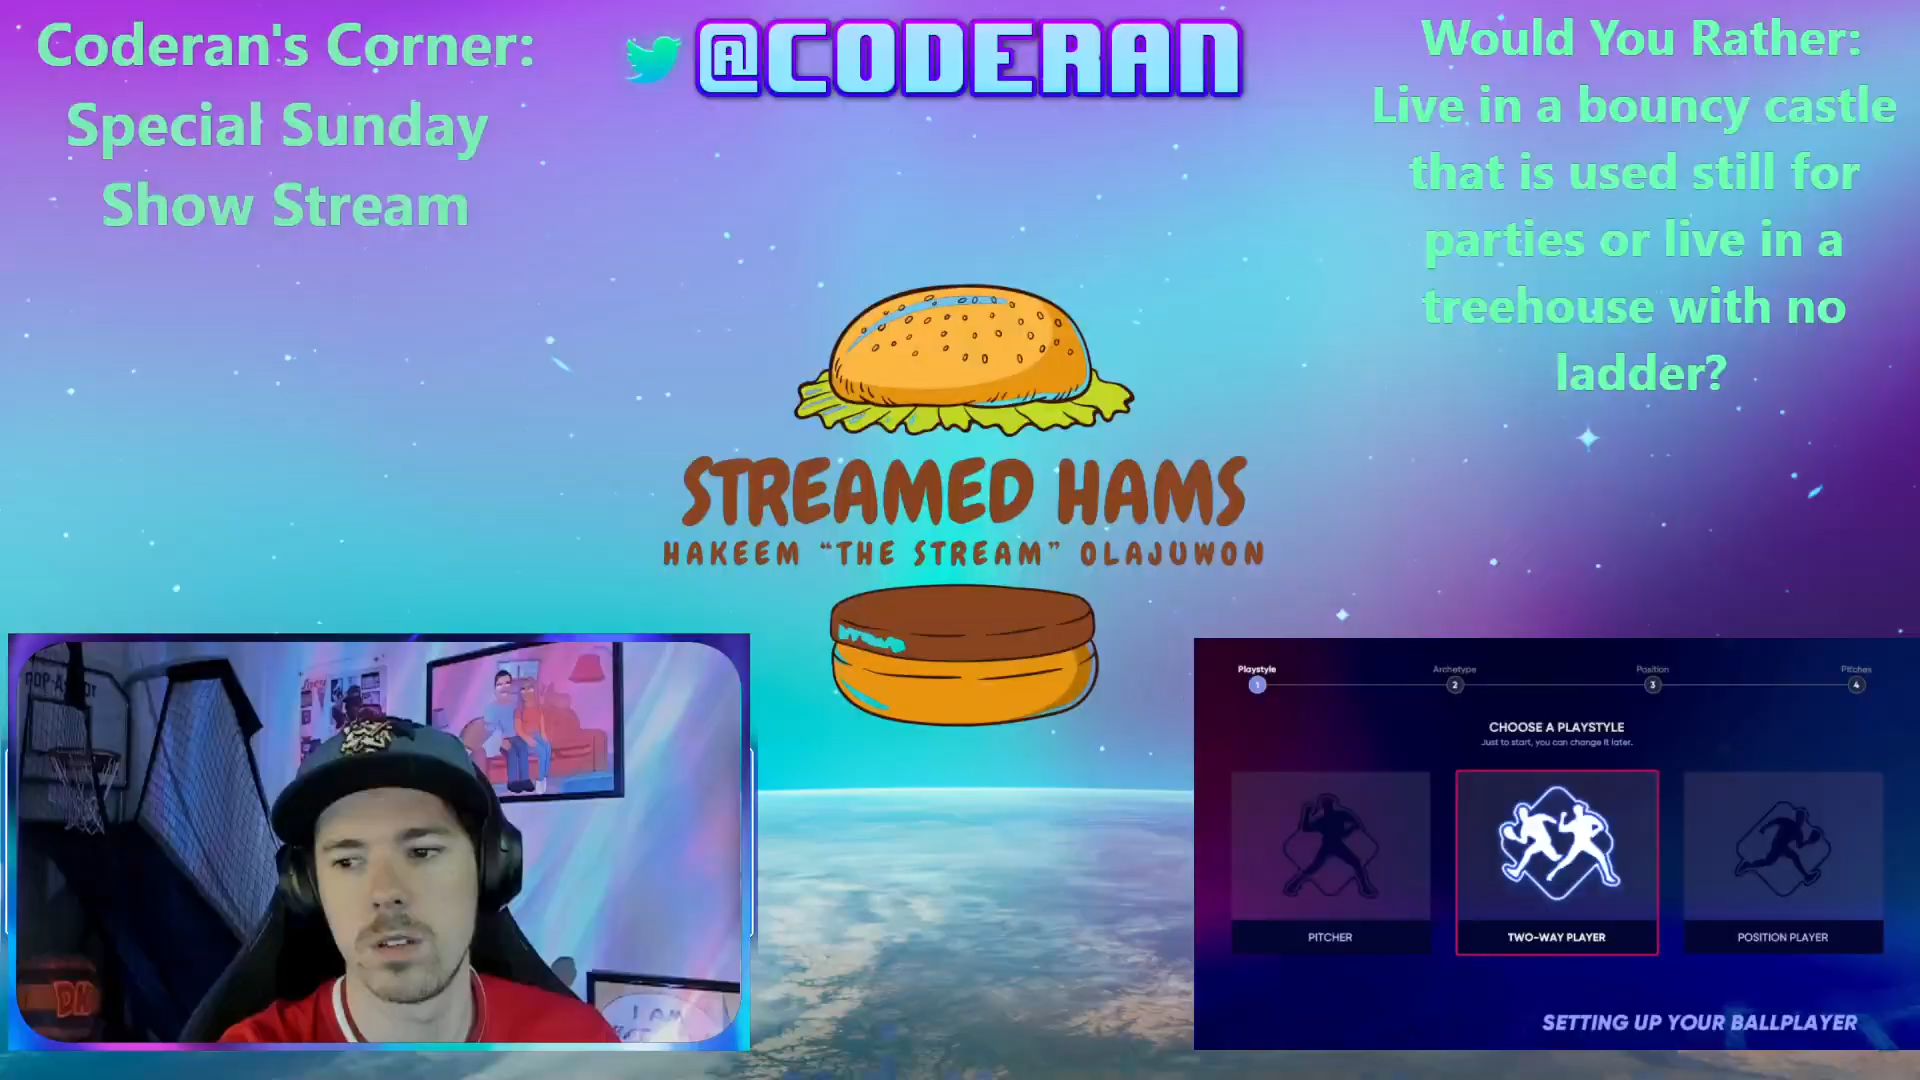 Coderan's Corner:
Special Sunday
Show Stream
@CODERAN
Would You Rather:
Live in a bouncy castle
that is used still for
parties or live in a
treehouse with no
ladder?
STREAMED HAMS
HAKEEM “THE STREAM” OLAJUWON
DK
I AM
Playstyle
Archetype
Position
Pitches
1
2
3
4
CHOOSE A PLAYSTYLE
Just to start, you can change it later.
PITCHER
TWO-WAY PLAYER
POSITION PLAYER
SETTING UP YOUR BALLPLAYER